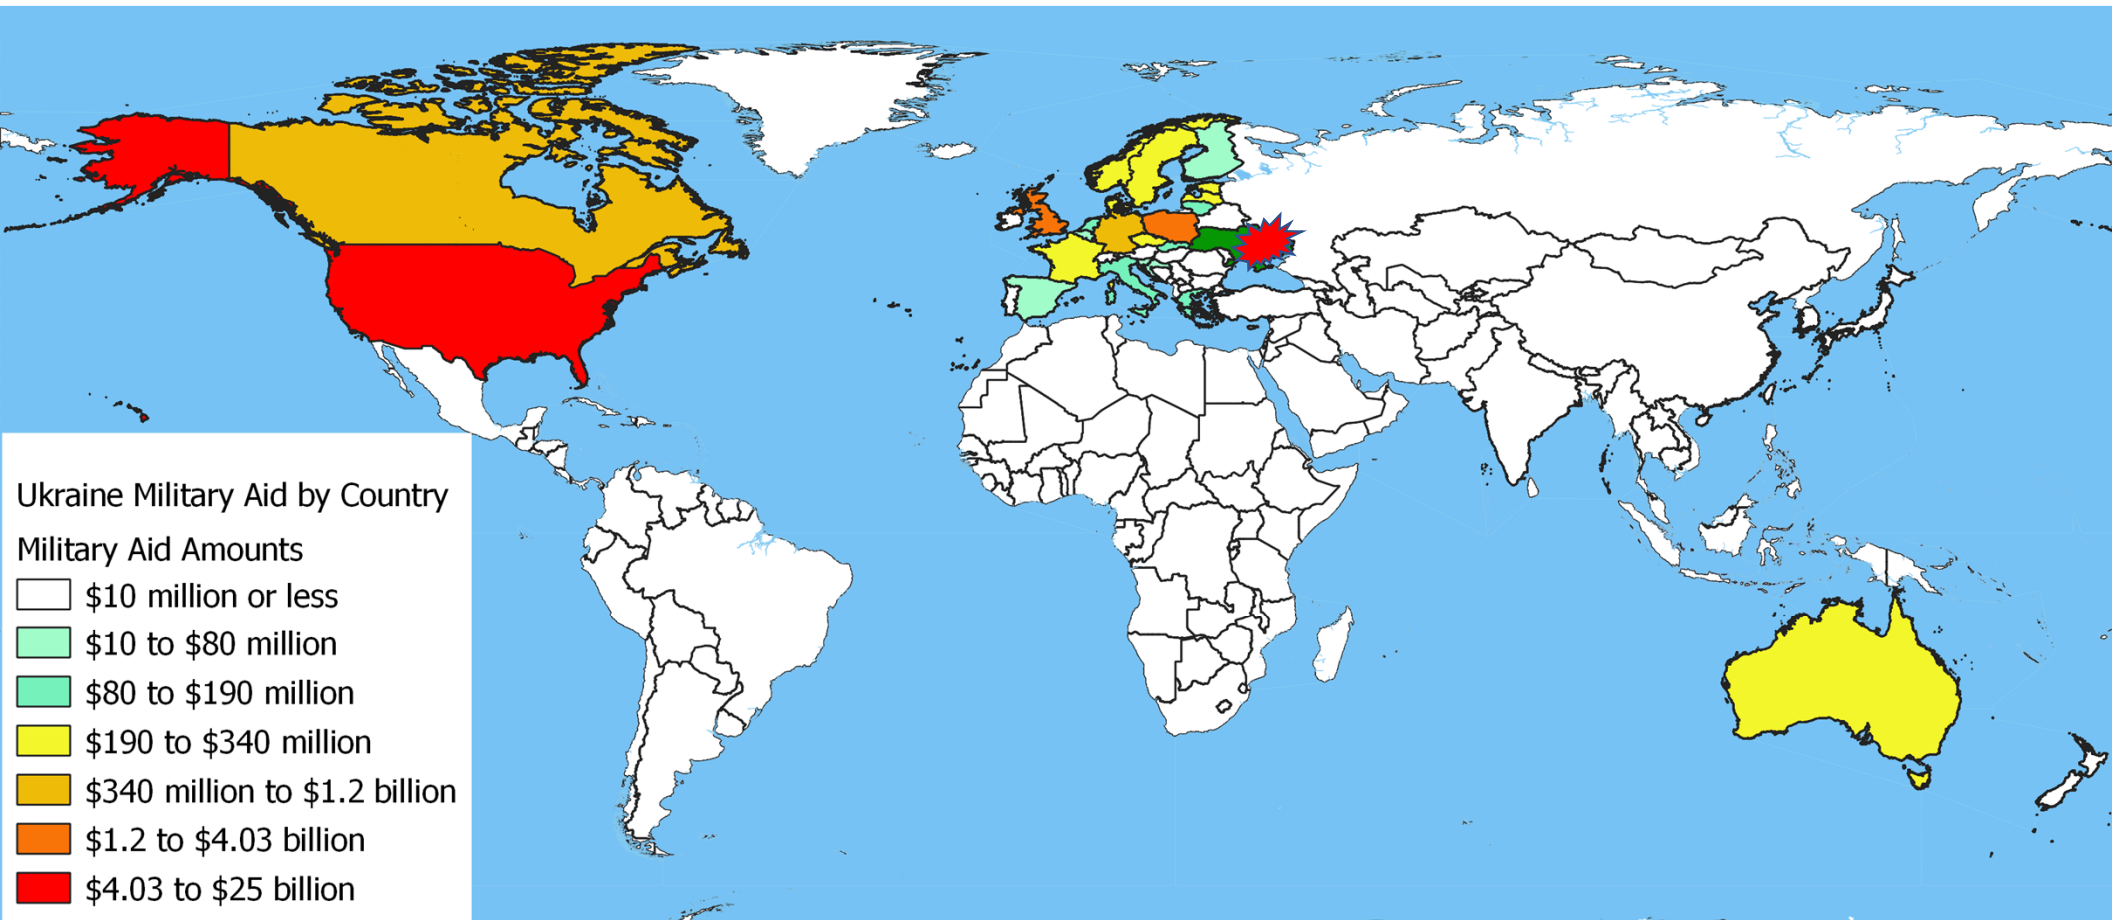 Ukraine Military Aid by Country
Military Aid Amounts
$10 million or less
$10 to $80 million
$80 to $190 million
$190 to $340 million
$340 million to $1.2 billion
$1.2 to $4.03 billion
$4.03 to $25 billion